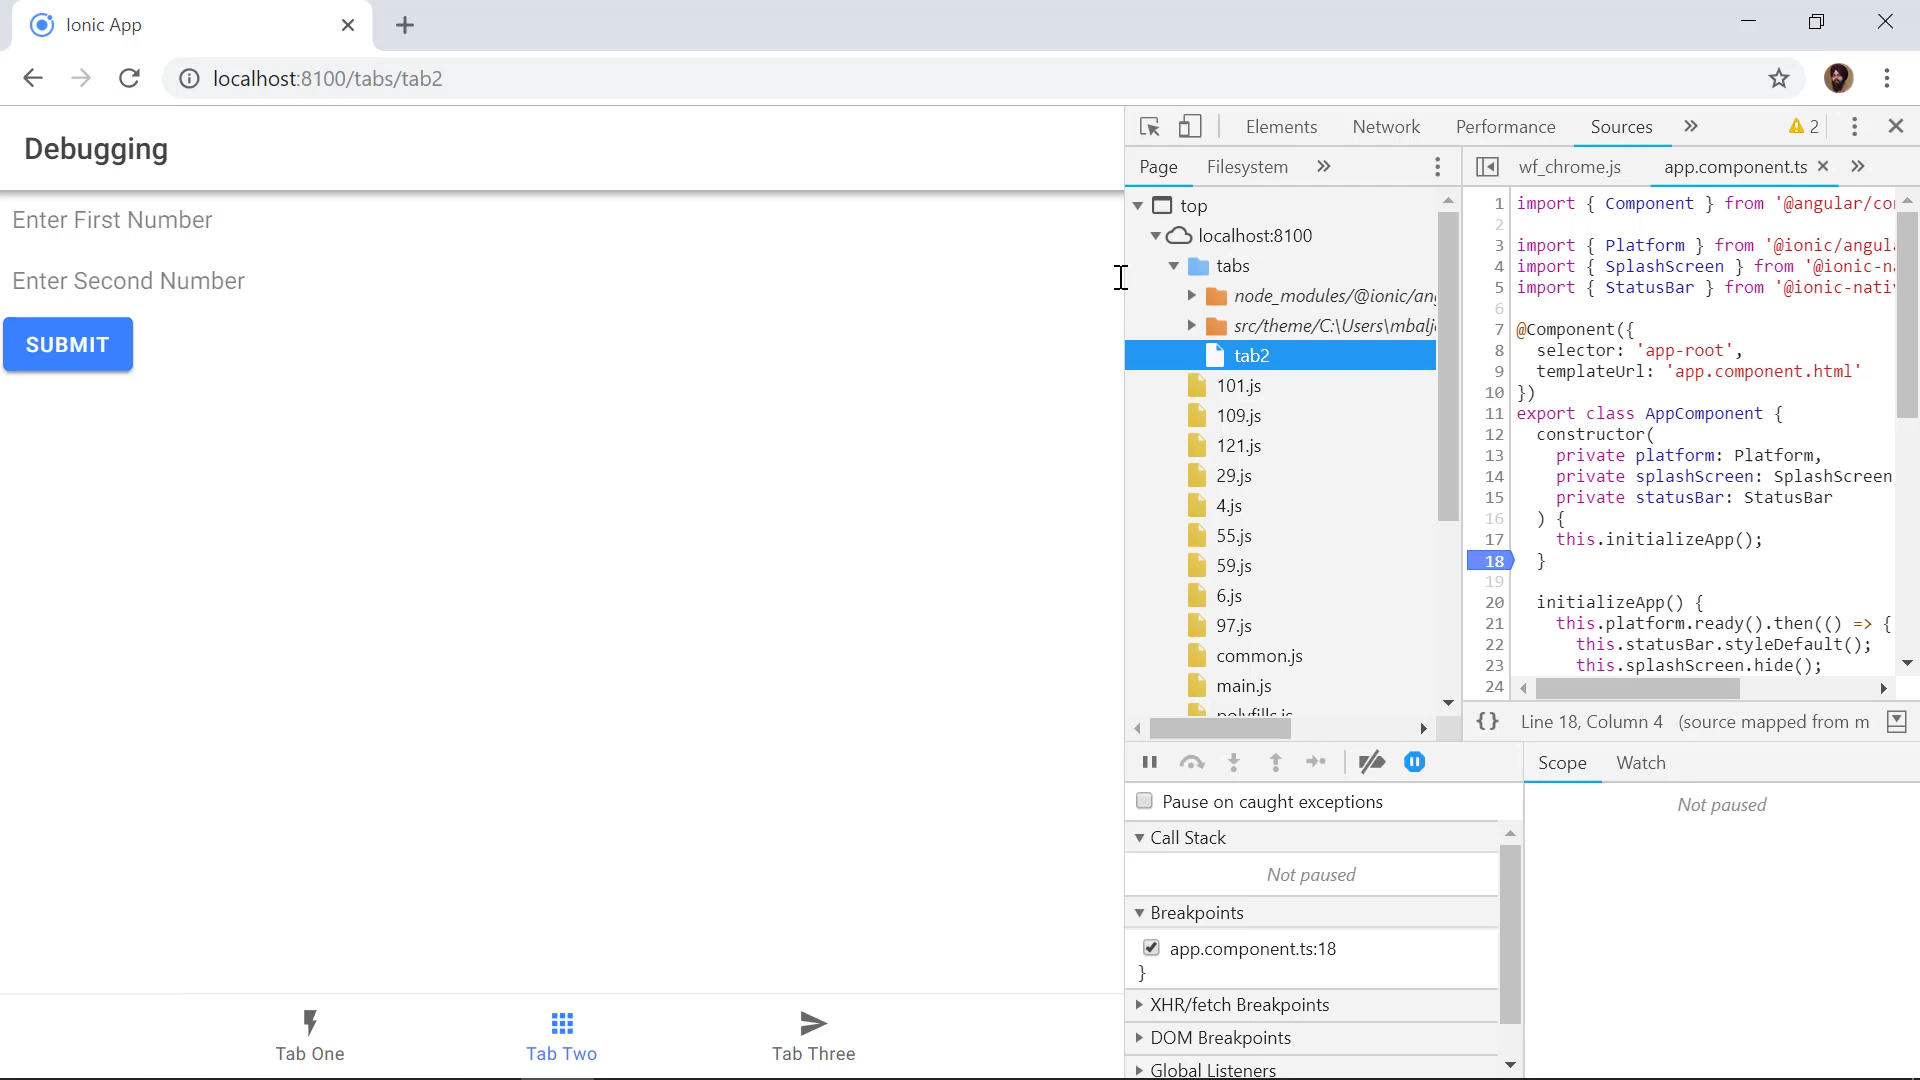 Ionic App
localhost:8100/tabs/tab2
Debugging
Enter First Number
Enter Second Number
SUBMIT
Tab One
Tab Two
Tab Three
Elements
Network
Performance
Sources
2
Page
Filesystem
top
localhost:8100
tabs
node_modules/@ionic/an
src/theme/C:\Users\mbalj
tab2
101.js
109.js
121.js
29.js
4.js
55.js
59.js
6.js
97.js
common.js
main.js
polyfills.js
wf_chrome.js
app.component.ts
1 import { Component } from '@angular/co
2
3 import { Platform } from '@ionic/angul
4 import { SplashScreen } from '@ionic-n
5 import { StatusBar } from '@ionic-nati
6
7 @Component({
8 selector: 'app-root',
9 templateUrl: 'app.component.html'
10 })
11 export class AppComponent {
12 constructor(
13 private platform: Platform,
14 private splashScreen: SplashScreen
15 private statusBar: StatusBar
16 ) {
17 this.initializeApp();
18 }
19
20 initializeApp() {
21 this.platform.ready().then(() => {
22 this.statusBar.styleDefault();
23 this.splashScreen.hide();
24
{} Line 18, Column 4 (source mapped from m
Pause on caught exceptions
Call Stack
Not paused
Breakpoints
app.component.ts:18
}
XHR/fetch Breakpoints
DOM Breakpoints
Global Listeners
Scope
Watch
Not paused